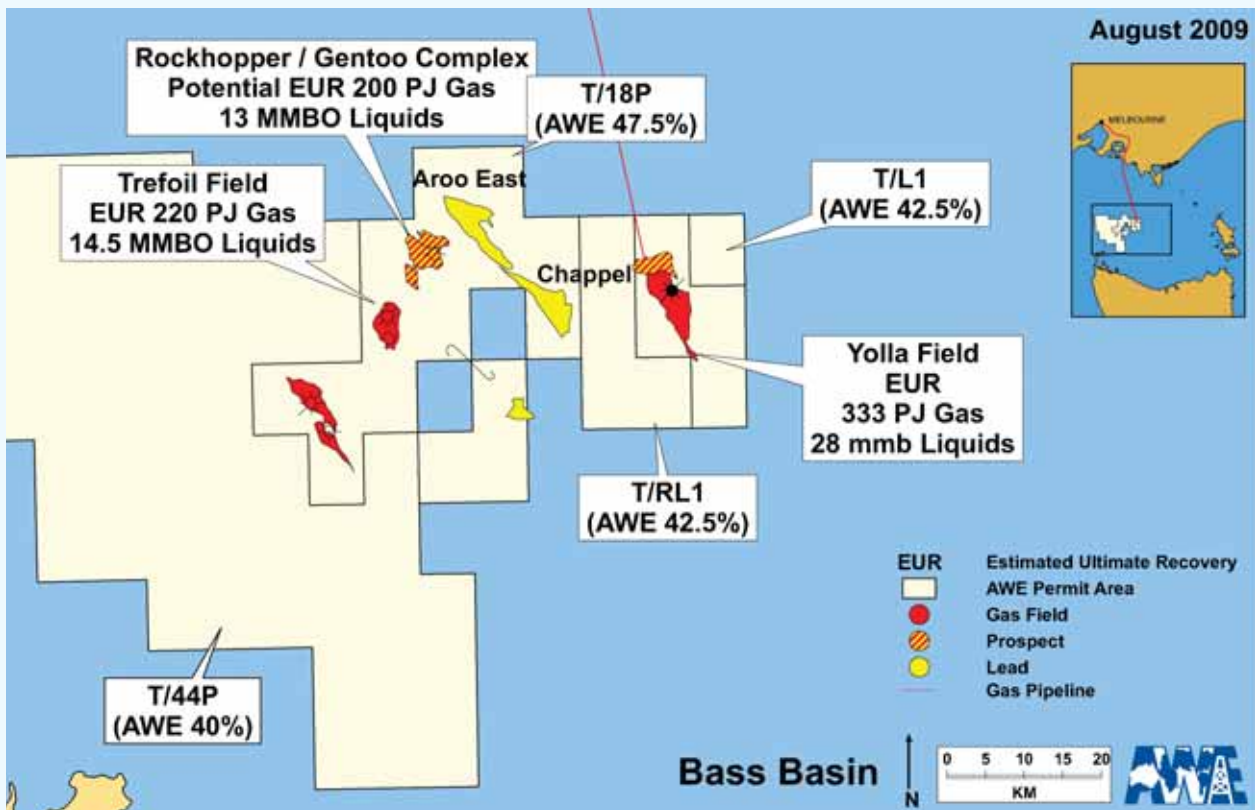 August 2009
Rockhopper / Gentoo Complex
Potential EUR 200 PJ Gas
13 MMBO Liquids
T/18P
(AWE 47.5%)
MELBOURNE
Trefoil Field
EUR 220 PJ Gas
14.5 MMBO Liquids
Aroo East
T/L1
(AWE 42.5%)
Chappel
Yolla Field
EUR
333 PJ Gas
28 mmb Liquids
T/RL1
(AWE 42.5%)
EUR Estimated Ultimate Recovery
AWE Permit Area
Gas Field
Prospect
Lead
Gas Pipeline
T/44P
(AWE 40%)
Bass Basin
N
0 5 10 15 20
KM
AWE